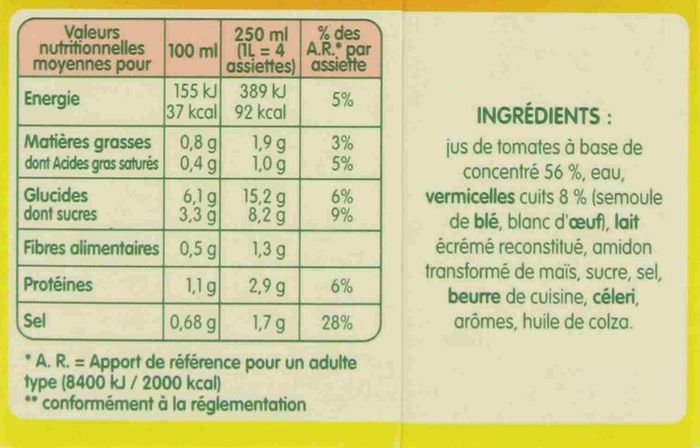 Valeurs nutritionnelles moyennes pour 100 ml 250 ml (1L = 4 assiettes) % des A.R.* par assiette
Energie 155 kJ 389 kJ 5%
37 kcal 92 kcal
Matières grasses 0,8 g 1,9 g 3%
dont Acides gras saturés 0,4 g 1,0 g 5%
Glucides 6,1 g 15,2 g 6%
dont sucres 3,3 g 8,2 g 9%
Fibres alimentaires 0,5 g 1,3 g
Protéines 1,1 g 2,9 g 6%
Sel 0,68 g 1,7 g 28%
* A. R. = Apport de référence pour un adulte
type (8400 kJ / 2000 kcal)
** conformément à la réglementation
INGRÉDIENTS :
jus de tomates à base de
concentré 56 %, eau,
vermicelles cuits 8 % (semoule
de blé, blanc d'œuf), lait
écrémé reconstitué, amidon
transformé de maïs, sucre, sel,
beurre de cuisine, céleri,
arômes, huile de colza.